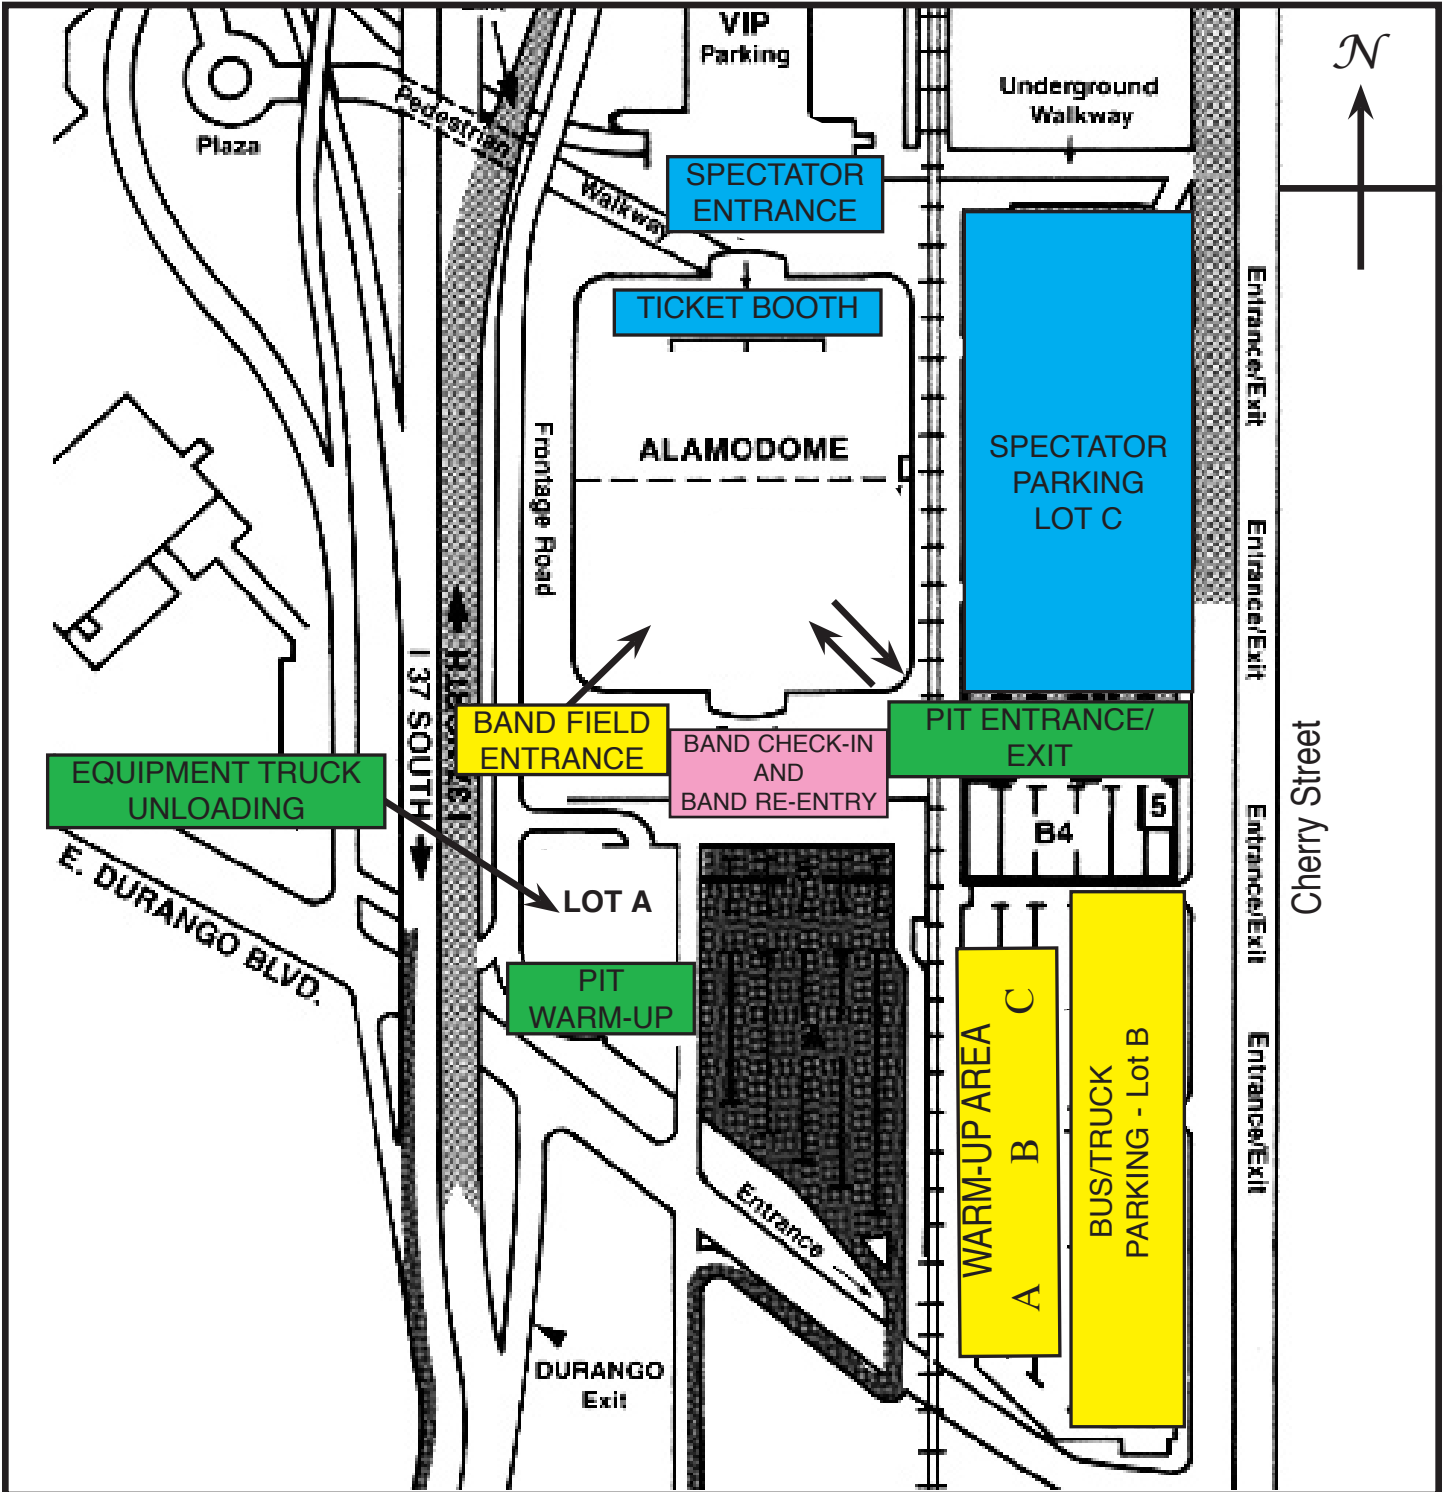 VIP
Parking
N
Underground
Walkway
Pedestrian
Walkway
Plaza
SPECTATOR
ENTRANCE
TICKET BOOTH
ALAMODOME
SPECTATOR
PARKING
LOT C
Entrance/Exit
Entrance/Exit
Entrance/Exit
Entrance/Exit
Cherry Street
Frontage Road
I 37 SOUTH
BAND FIELD
ENTRANCE
BAND CHECK-IN
AND
BAND RE-ENTRY
PIT ENTRANCE/
EXIT
EQUIPMENT TRUCK
UNLOADING
5
B4
E. DURANGO BLVD.
LOT A
PIT
WARM-UP
A
WARM-UP AREA
C
B
A
BUS/TRUCK
PARKING - Lot B
Entrance
DURANGO
Exit